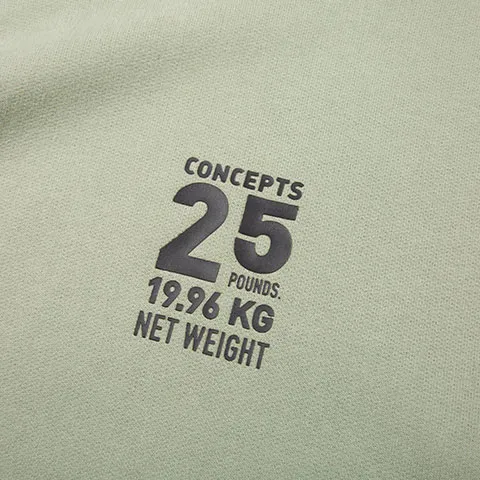 CONCEPTS
25
POUNDS.
19.96 KG
NET WEIGHT